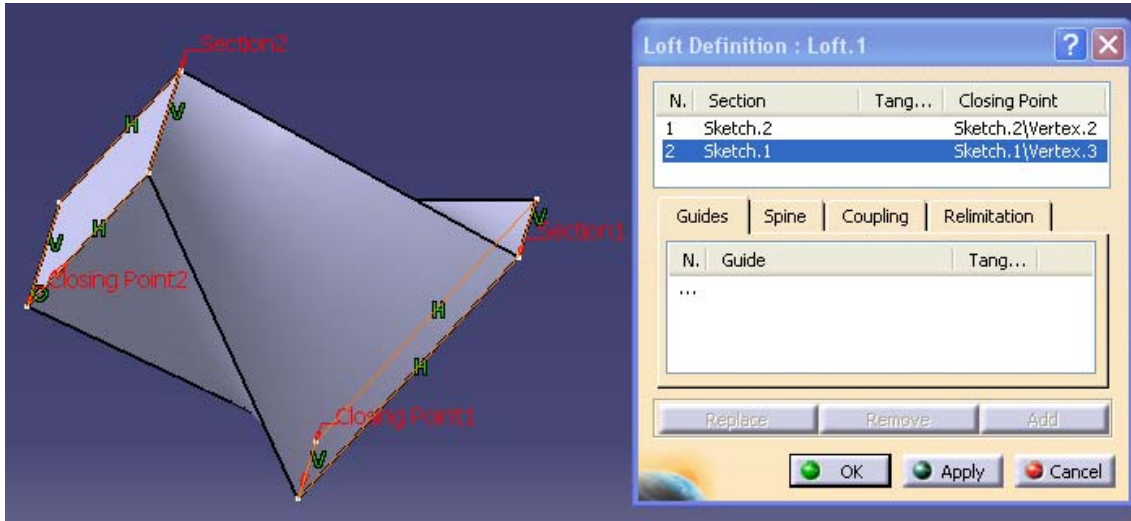 Section2
H
V
V
H
Closing Point2
V
Section1
H
H
Closing Point1
V
Loft Definition : Loft.1
?
N. Section Tang... Closing Point
1 Sketch.2 Sketch.2\Vertex.2
2 Sketch.1 Sketch.1\Vertex.3
Guides Spine Coupling Relimitation
N. Guide Tang...
...
Replace Remove Add
OK Apply Cancel